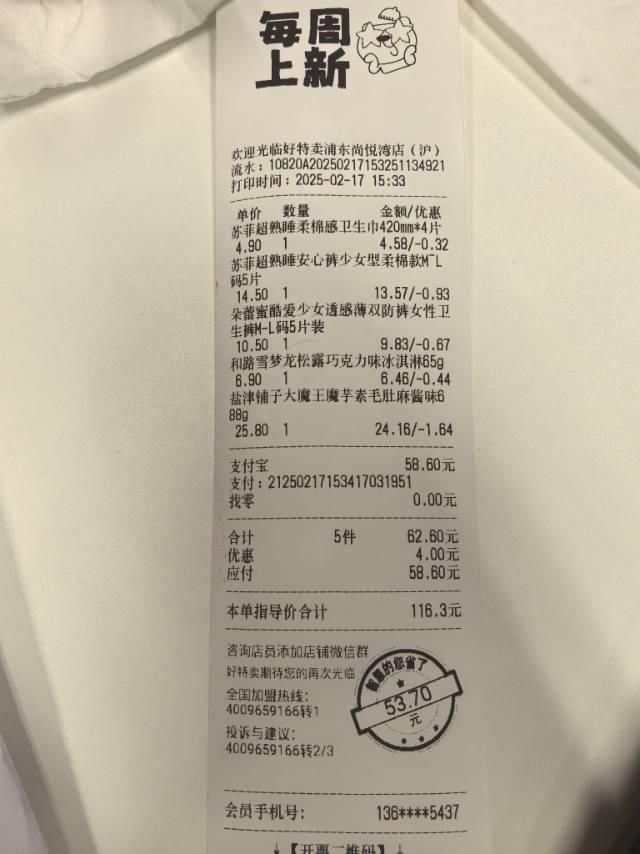 每周
上新
欢迎光临好特卖浦东尚悦湾店（沪）
流水：10820A20250217153251134921
打印时间：2025-02-17 15:33
单价 数量 金额/优惠
苏菲超熟睡柔棉感卫生巾420mm*4片
4.90 1 4.58/-0.32
苏菲超熟睡安心裤少女型柔棉款M~L
码5片
14.50 1 13.57/-0.93
朵蕾蜜酷爱少女透感薄双防裤女性卫
生裤M-L码5片装
10.50 1 9.83/-0.67
和路雪梦龙松露巧克力味冰淇淋65g
6.90 1 6.46/-0.44
盐津铺子大魔王魔芋素毛肚麻酱味6
88g
25.80 1 24.16/-1.64
支付宝 58.60元
支付：212502171534170319​51
找零 0.00元
合计 5件 62.60元
优惠 4.00元
应付 58.60元
本单指导价合计 116.3元
咨询店员添加店铺微信群
好特卖期待您的再次光临
全国加盟热线：
4009659166转1
投诉与建议：
4009659166转2/3
智慧的您省了
53.70
元
会员手机号： 136****5437
↓【开票二维码】↓